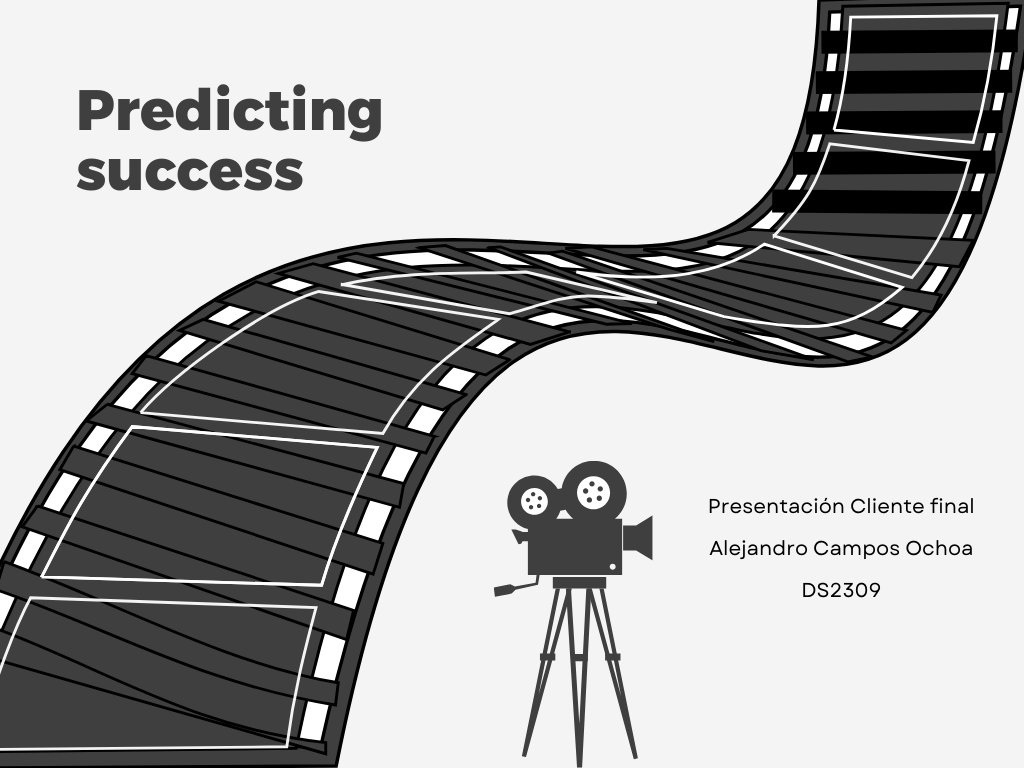 Predicting
success
Presentación Cliente final
Alejandro Campos Ochoa
DS2309